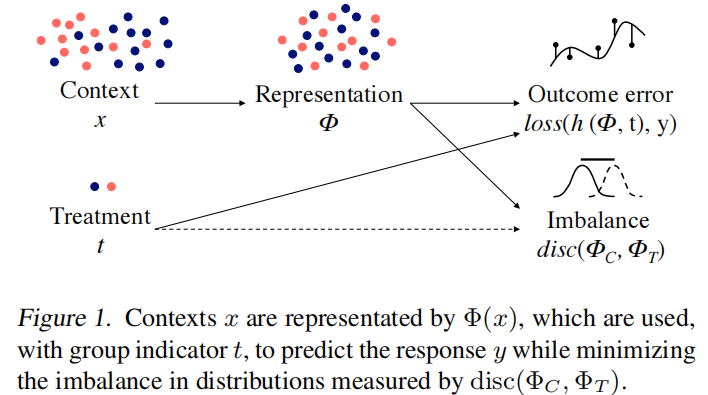 Context
x
Representation
Φ
Outcome error
loss(h (Φ, t), y)
Treatment
t
Imbalance
disc(Φ_C, Φ_T)
Figure 1. Contexts x are representated by Φ(x), which are used,
with group indicator t, to predict the response y while minimizing
the imbalance in distributions measured by disc(Φ_C, Φ_T).